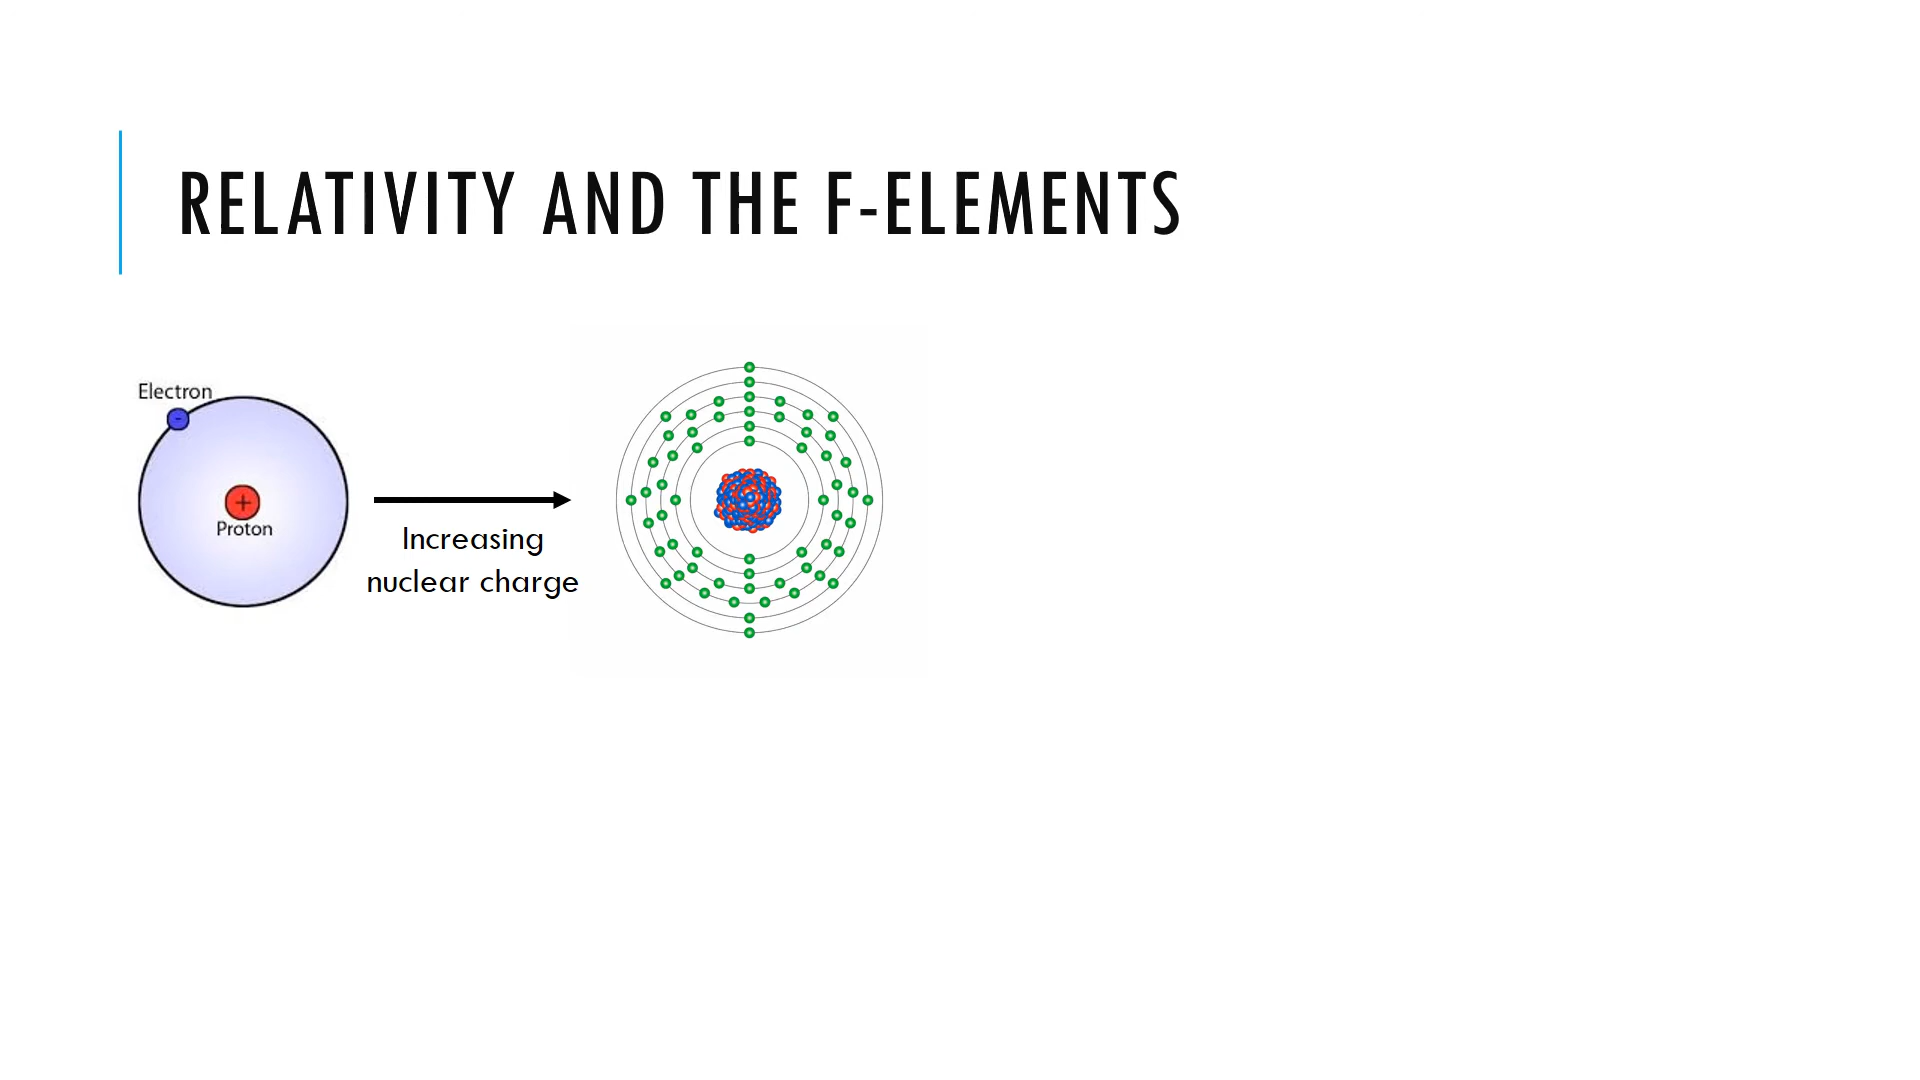 RELATIVITY AND THE F-ELEMENTS
Electron
-
+
Proton
Increasing
nuclear charge